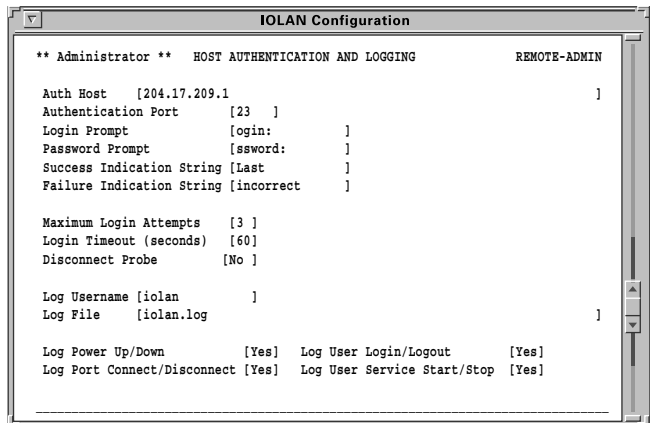 IOLAN Configuration
** Administrator ** HOST AUTHENTICATION AND LOGGING REMOTE-ADMIN
Auth Host [204.17.209.1 ]
Authentication Port [23 ]
Login Prompt [ogin: ]
Password Prompt [ssword: ]
Success Indication String [Last ]
Failure Indication String [incorrect ]
Maximum Login Attempts [3 ]
Login Timeout (seconds) [60]
Disconnect Probe [No ]
Log Username [iolan ]
Log File [iolan.log ]
Log Power Up/Down [Yes] Log User Login/Logout [Yes]
Log Port Connect/Disconnect [Yes] Log User Service Start/Stop [Yes]